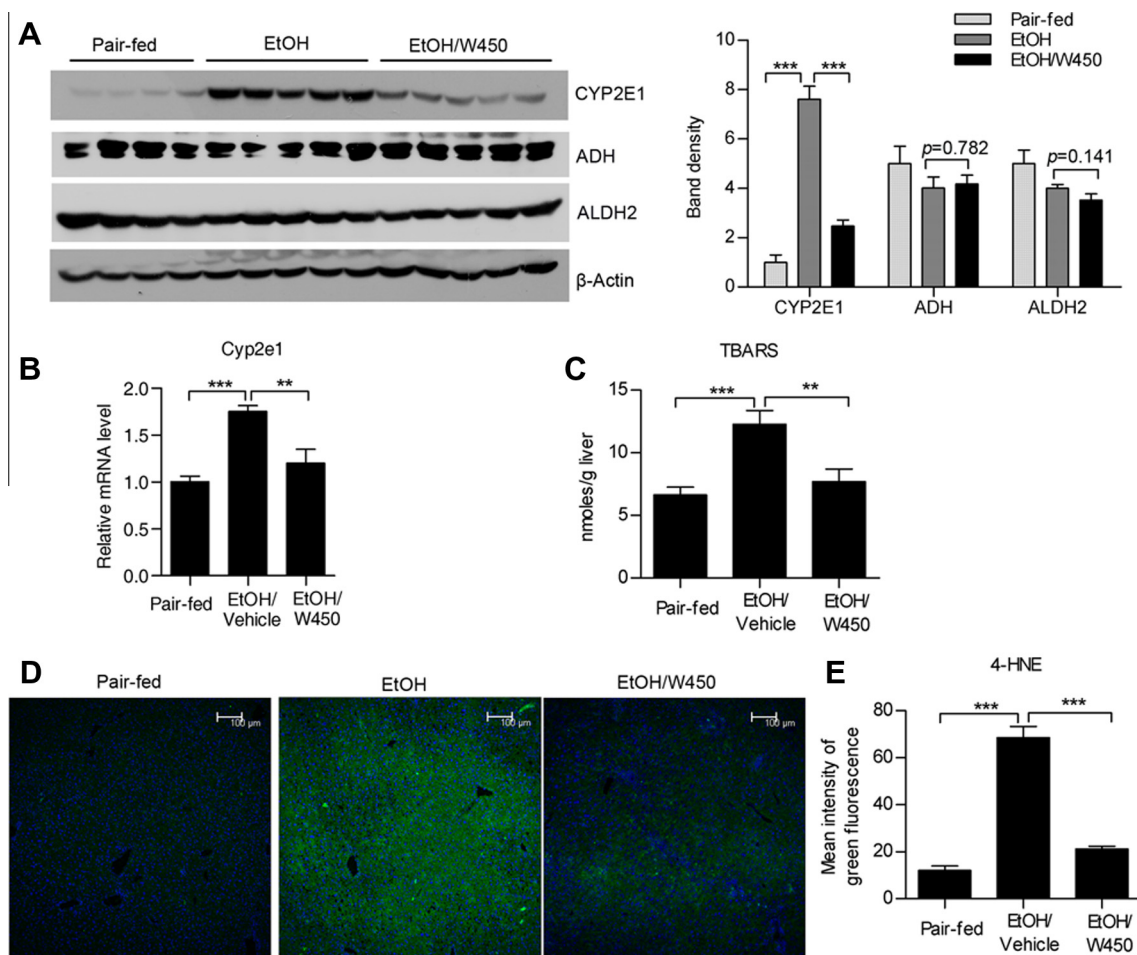 A
Pair-fed
EtOH
EtOH/W450
CYP2E1
ADH
ALDH2
β-Actin
Pair-fed
EtOH
EtOH/W450
Band density
10
8
6
4
2
0
***
***
p=0.782
p=0.141
CYP2E1
ADH
ALDH2
B
Cyp2e1
Relative mRNA level
2.0
1.5
1.0
0.5
0.0
***
**
Pair-fed
EtOH/
Vehicle
EtOH/
W450
C
TBARS
nmoles/g liver
15
10
5
0
***
**
Pair-fed
EtOH/
Vehicle
EtOH/
W450
D
Pair-fed
EtOH
EtOH/W450
100 µm
100 µm
100 µm
E
4-HNE
Mean intensity of
green fluorescence
80
60
40
20
0
***
***
Pair-fed
EtOH/
Vehicle
EtOH/
W450